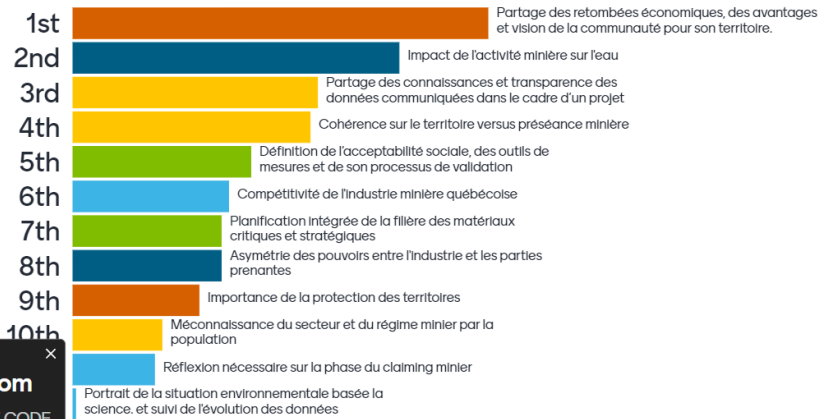 1st
Partage des retombées économiques, des avantages
et vision de la communauté pour son territoire.
2nd
Impact de l'activité minière sur l'eau
3rd
Partage des connaissances et transparence des
données communiquées dans le cadre d'un projet
4th
Cohérence sur le territoire versus préséance minière
5th
Définition de l'acceptabilité sociale, des outils de
mesures et de son processus de validation
6th
Compétitivité de l'industrie minière québécoise
7th
Planification intégrée de la filière des matériaux
critiques et stratégiques
8th
Asymétrie des pouvoirs entre l'industrie et les parties
prenantes
9th
Importance de la protection des territoires
10th
Méconnaissance du secteur et du régime minier par la
population
Réflexion nécessaire sur la phase du claiming minier
om
CODE
Portrait de la situation environnementale basée la
science. et suivi de l'évolution des données